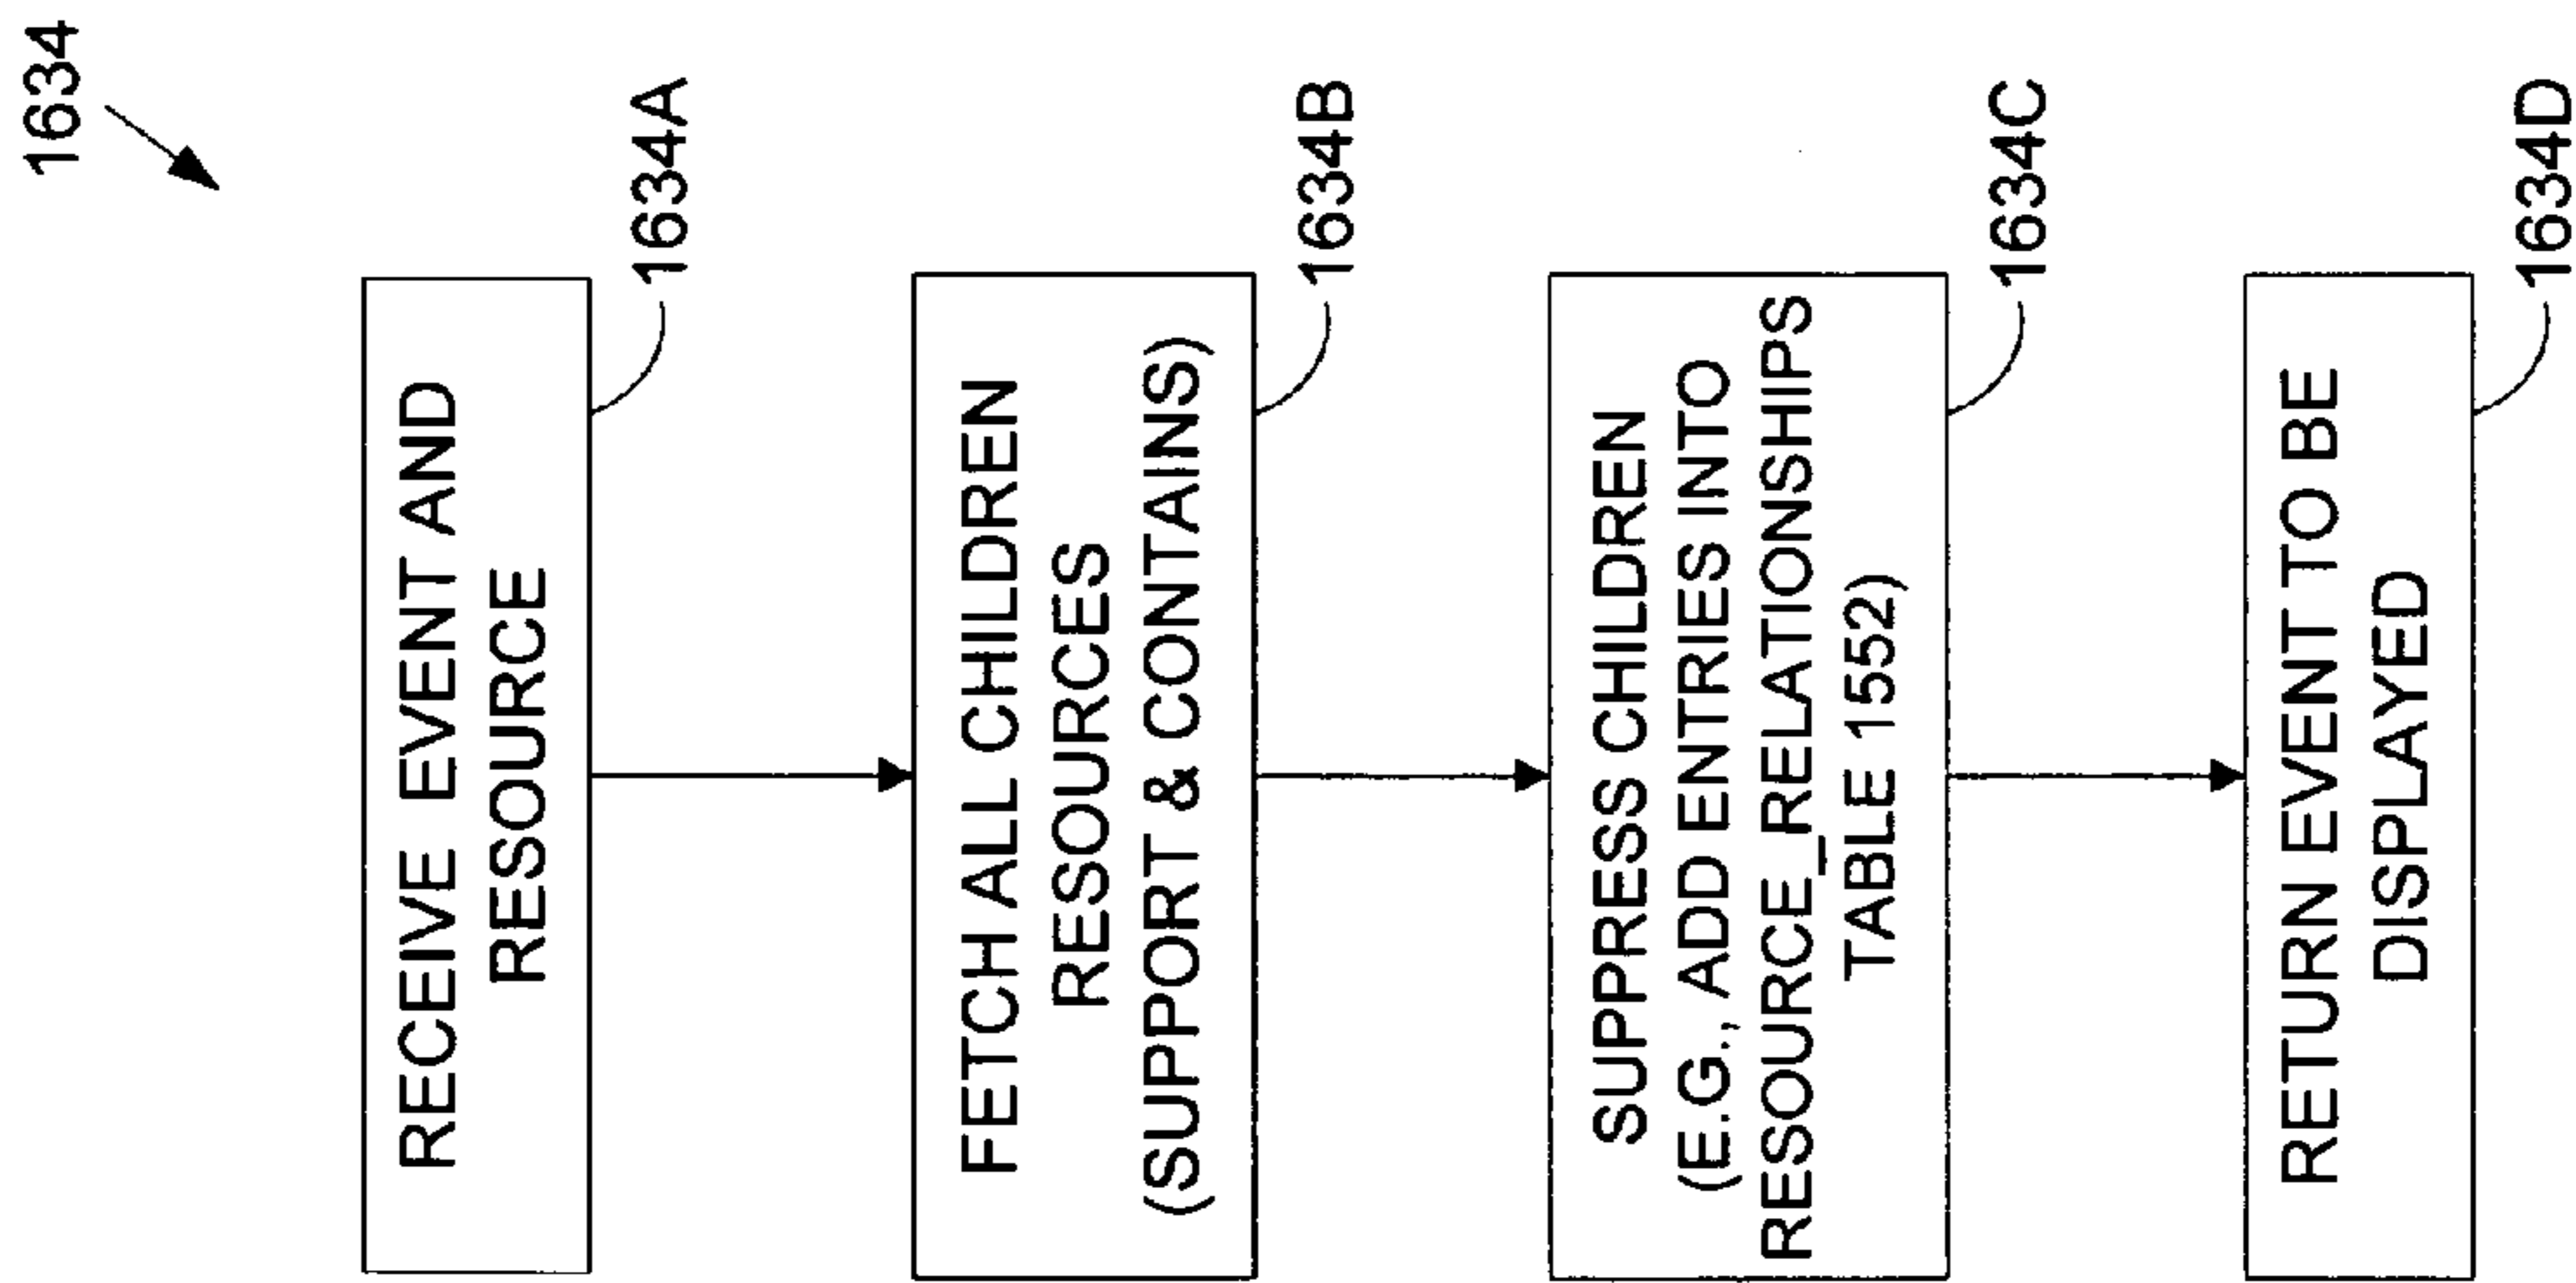 1634
RECEIVE EVENT AND
RESOURCE
1634A
FETCH ALL CHILDREN
RESOURCES
(SUPPORT & CONTAINS)
1634B
SUPPRESS CHILDREN
(E.G., ADD ENTRIES INTO
RESOURCE_RELATIONSHIPS
TABLE 1552)
1634C
RETURN EVENT TO BE
DISPLAYED
1634D